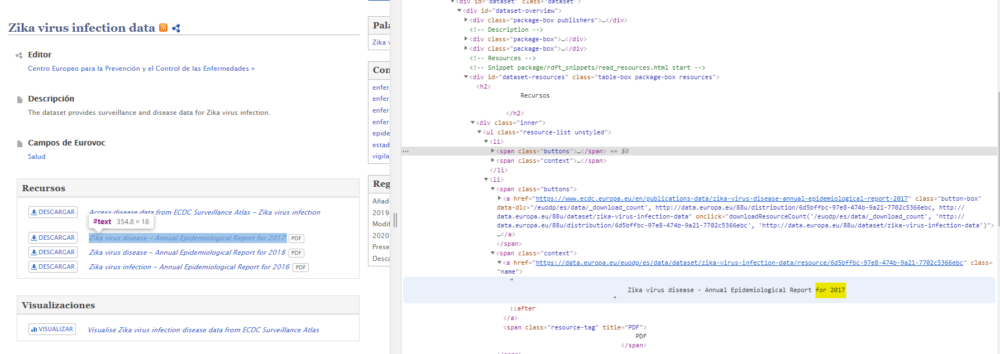 Zika virus infection data
Editor
Centro Europeo para la Prevención y el Control de las Enfermedades »
Descripción
The dataset provides surveillance and disease data for Zika virus infection.
Campos de Eurovoc
Salud
Recursos
DESCARGAR Access disease data from ECDC Surveillance Atlas - Zika virus infection
#text 354.8 × 18
DESCARGAR Zika virus disease - Annual Epidemiological Report for 2017 PDF
DESCARGAR Zika virus disease - Annual Epidemiological Report for 2018 PDF
DESCARGAR Zika virus infection - Annual Epidemiological Report for 2016 PDF
Visualizaciones
VISUALIZAR Visualise Zika virus infection disease data from ECDC Surveillance Atlas
Pala
Zika v
Con
enfer
enfer
enfer
enfer
epide
estad
vigila
Reg
Añad
2019
Modif
2020
Prese
Desca
<div id="dataset" class="dataset">
<div id="dataset-overview">
<div class="package-box publishers">…</div>
<!-- Description -->
<div class="package-box">…</div>
<div class="package-box">…</div>
<!-- Resources -->
<!-- Snippet package/rdft_snippets/read_resources.html start -->
<div id="dataset-resources" class="table-box package-box resources">
<h2>
Recursos
</h2>
<div class="inner">
<ul class="resource-list unstyled">
<li>
… <span class="buttons">…</span> == $0
<span class="context">…</span>
</li>
<li>
<span class="buttons">
<a href="https://www.ecdc.europa.eu/en/publications-data/zika-virus-disease-annual-epidemiological-report-2017" class="button-box"
data-dlc="/euodp/es/data/_download_count', http://data.europa.eu/88u/distribution/6d5bffbc-97e8-474b-9a21-7702c5366ebc, http://
data.europa.eu/88u/dataset/zika-virus-infection-data" onclick="downloadResourceCount('/euodp/es/data/_download_count', 'http://
data.europa.eu/88u/distribution/6d5bffbc-97e8-474b-9a21-7702c5366ebc', 'http://data.europa.eu/88u/dataset/zika-virus-infection-data')">
…</a>
</span>
<span class="context">
<a href="https://data.europa.eu/euodp/es/data/dataset/zika-virus-infection-data/resource/6d5bffbc-97e8-474b-9a21-7702c5366ebc" class=
"name">
"
Zika virus disease - Annual Epidemiological Report for 2017
"
::after
</a>
<span class="resource-tag" title="PDF">
PDF
</span>
</span>